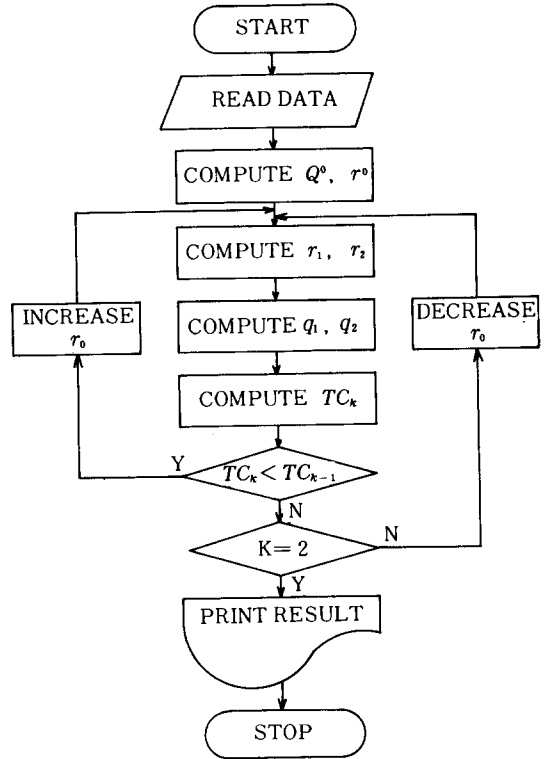 START
READ DATA
COMPUTE Q⁰, r⁰
COMPUTE r₁, r₂
INCREASE
r₀
DECREASE
r₀
COMPUTE q₁, q₂
COMPUTE TCₖ
Y
TCₖ < TCₖ₋₁
N
K = 2
N
Y
PRINT RESULT
STOP